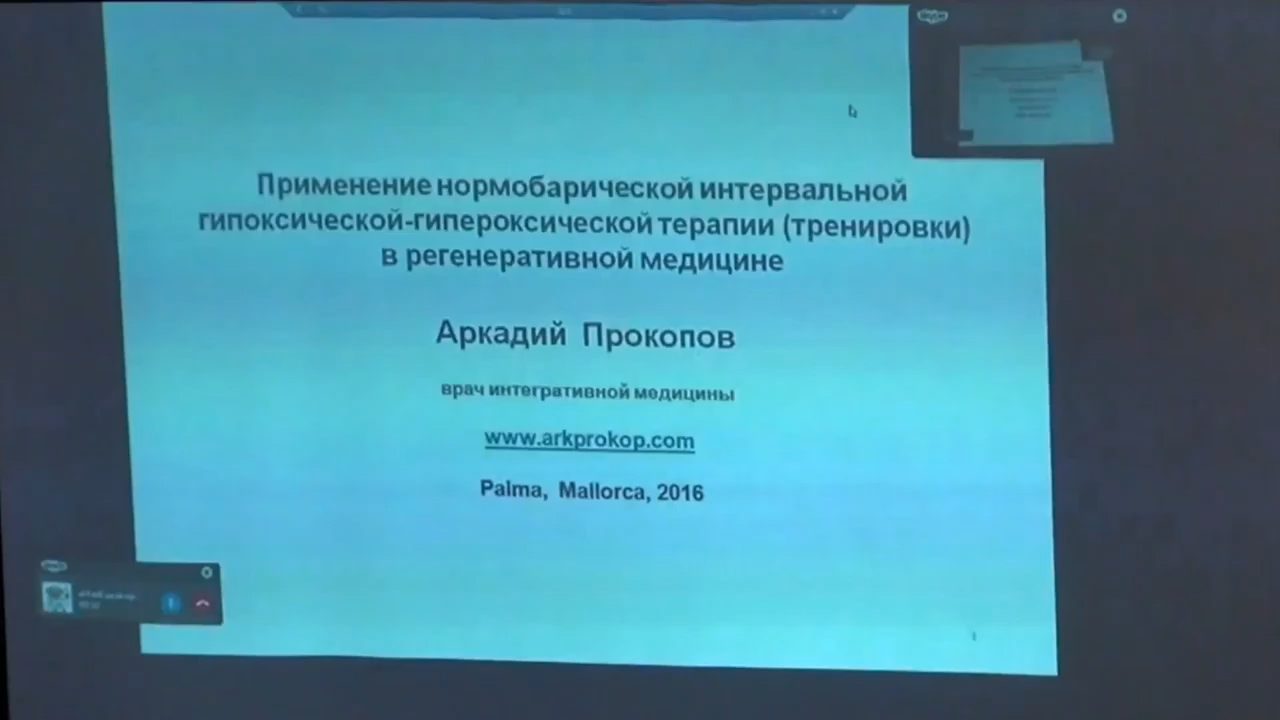 Применение нормобарической интервальной
гипоксической-гипероксической терапии (тренировки)
в регенеративной медицине
Аркадий Прокопов
врач интегративной медицины
www.arkprokop.com
Palma, Mallorca, 2016
1